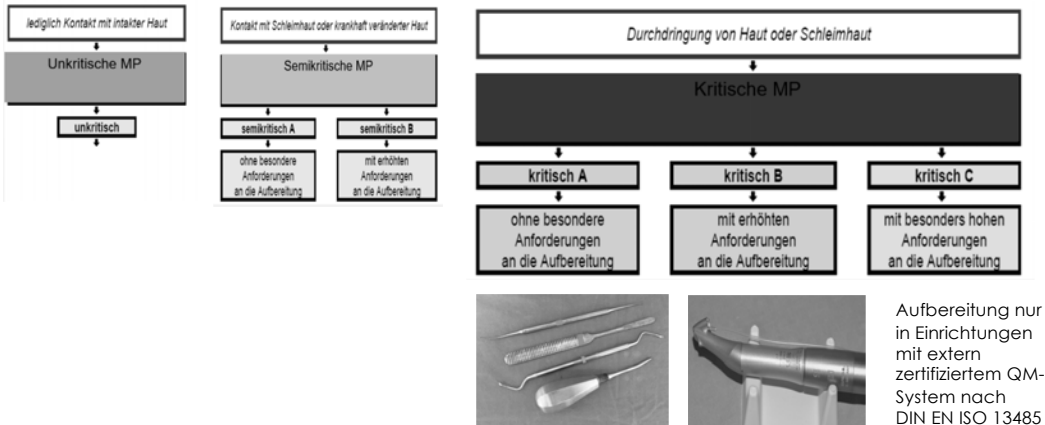 lediglich Kontakt mit intakter Haut
Unkritische MP
unkritisch
Kontakt mit Schleimhaut oder krankhaft veränderter Haut
Semikritische MP
semikritisch A
ohne besondere
Anforderungen
an die Aufbereitung
semikritisch B
mit erhöhten
Anforderungen
an die Aufbereitung
Durchdringung von Haut oder Schleimhaut
Kritische MP
kritisch A
ohne besondere
Anforderungen
an die Aufbereitung
kritisch B
mit erhöhten
Anforderungen
an die Aufbereitung
kritisch C
mit besonders hohen
Anforderungen
an die Aufbereitung
Aufbereitung nur
in Einrichtungen
mit extern
zertifiziertem QM-
System nach
DIN EN ISO 13485